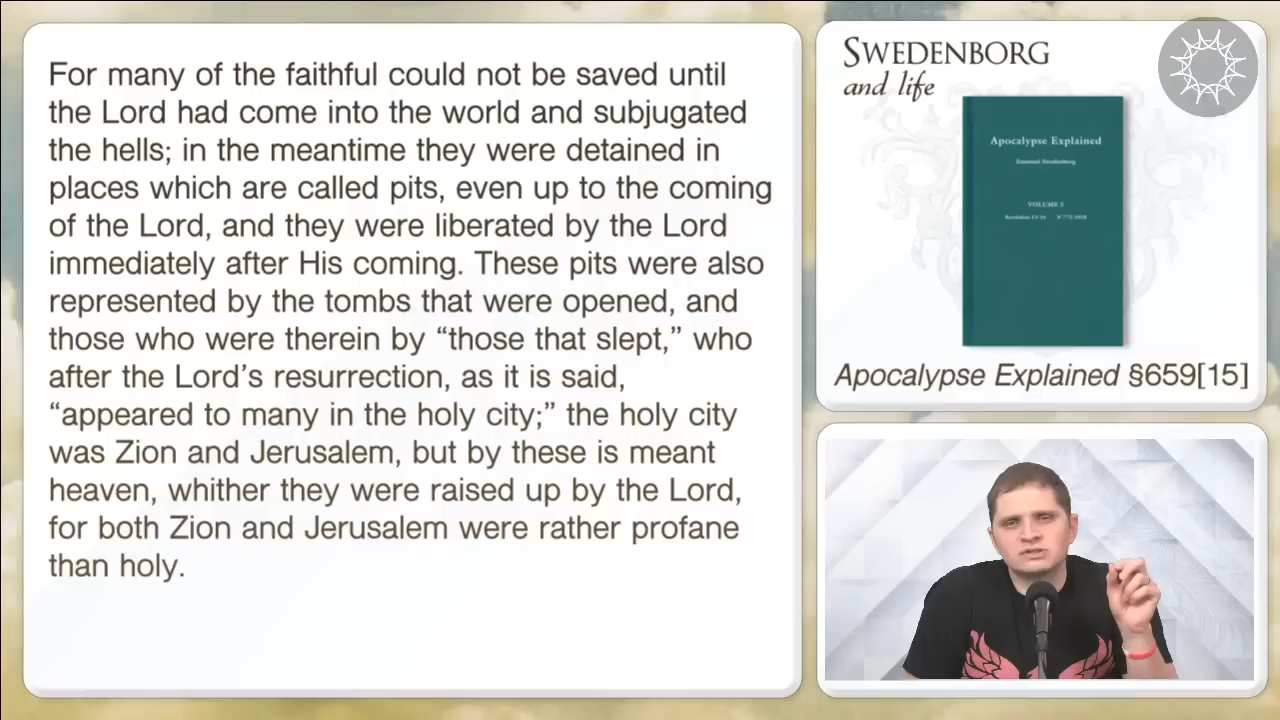 For many of the faithful could not be saved until
the Lord had come into the world and subjugated
the hells; in the meantime they were detained in
places which are called pits, even up to the coming
of the Lord, and they were liberated by the Lord
immediately after His coming. These pits were also
represented by the tombs that were opened, and
those who were therein by “those that slept,” who
after the Lord’s resurrection, as it is said,
“appeared to many in the holy city;” the holy city
was Zion and Jerusalem, but by these is meant
heaven, whither they were raised up by the Lord,
for both Zion and Jerusalem were rather profane
than holy.
SWEDENBORG
and life
Apocalypse Explained
Emanuel Swedenborg
VOLUME 5
Apocalypse Explained §659[15]